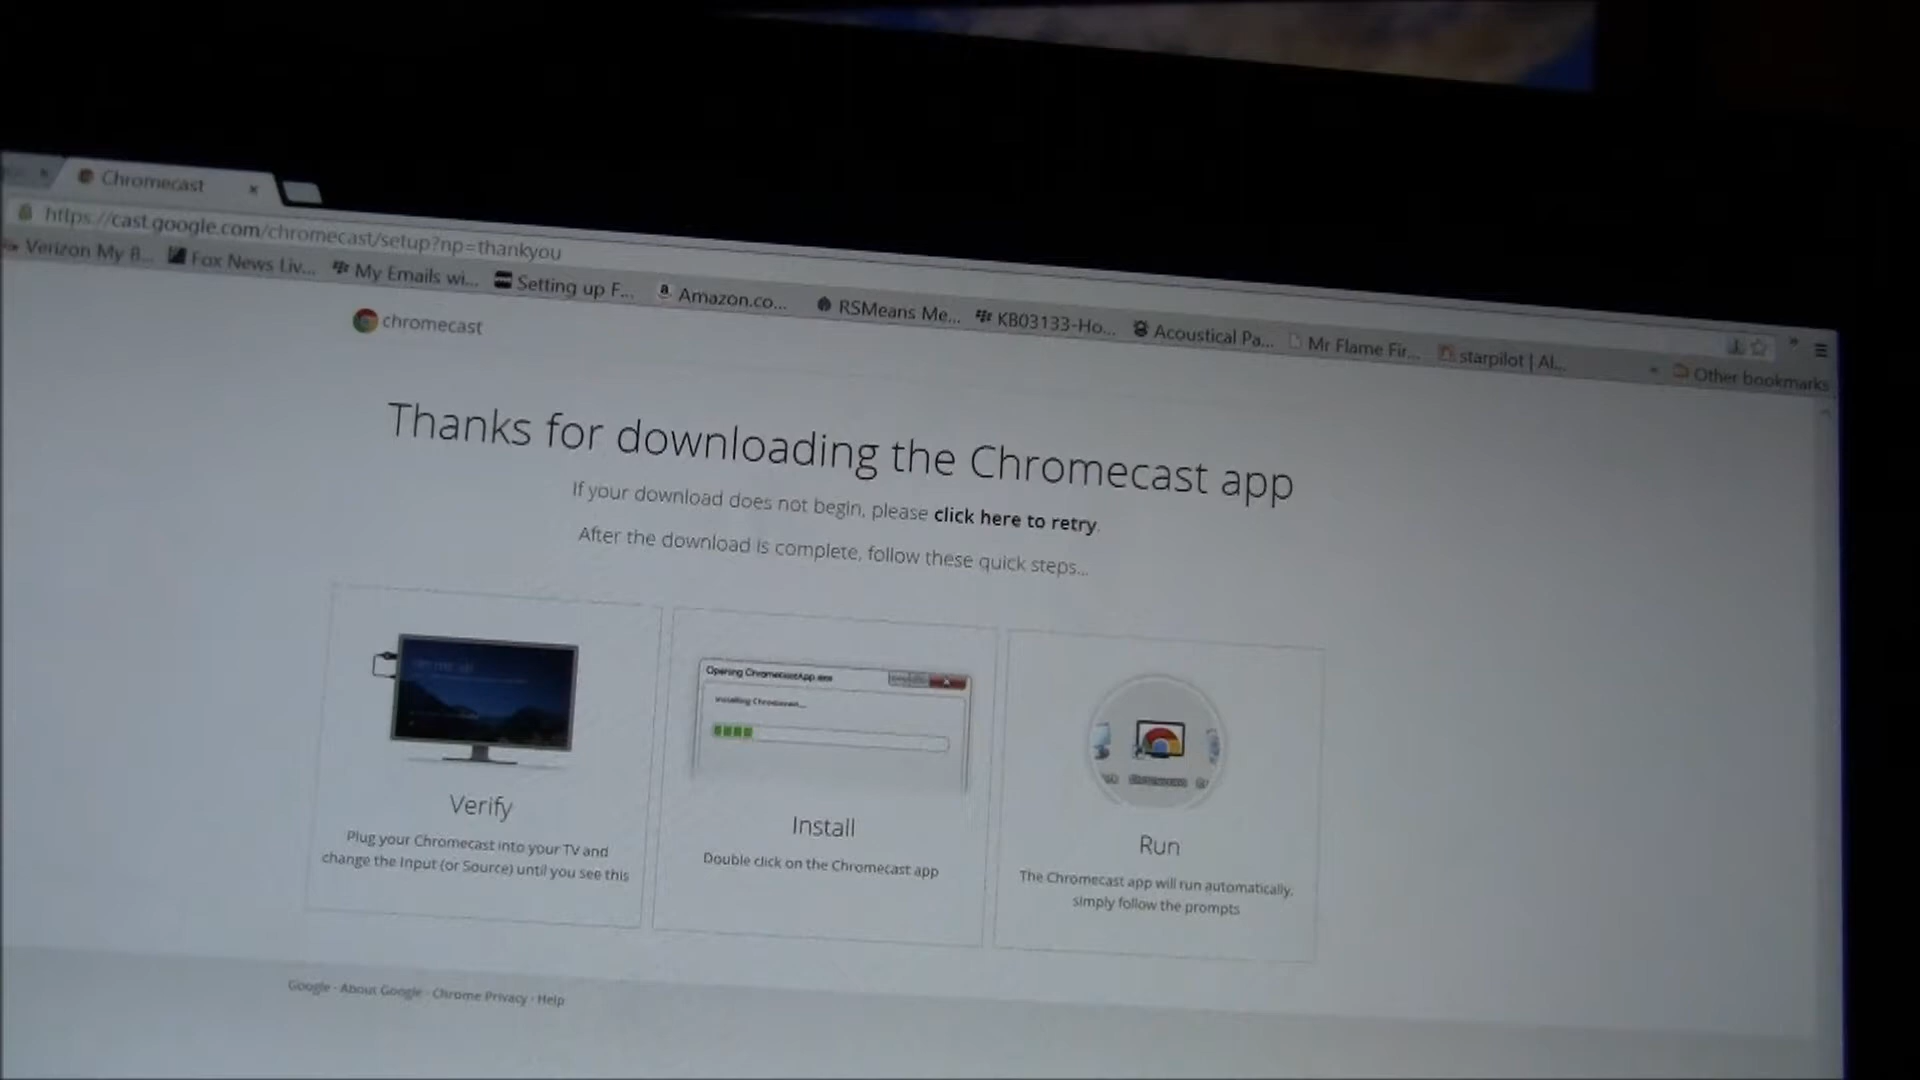 Chromecast
https://cast.google.com/chromecast/setup?np=thankyou
Verizon My B... Fox News Liv... My Emails wi... Setting up F... Amazon.co... RSMeans Me... KB03133-Ho... Acoustical Pa... Mr Flame Fir... starpilot | Al... Other bookmarks
chromecast
Thanks for downloading the Chromecast app
If your download does not begin, please click here to retry.
After the download is complete, follow these quick steps...
Opening ChromecastApp.exe
Verify
Plug your Chromecast into your TV and
change the Input (or Source) until you see this
Install
Double click on the Chromecast app
Run
The Chromecast app will run automatically,
simply follow the prompts
Google · About Google · Chrome Privacy · Help